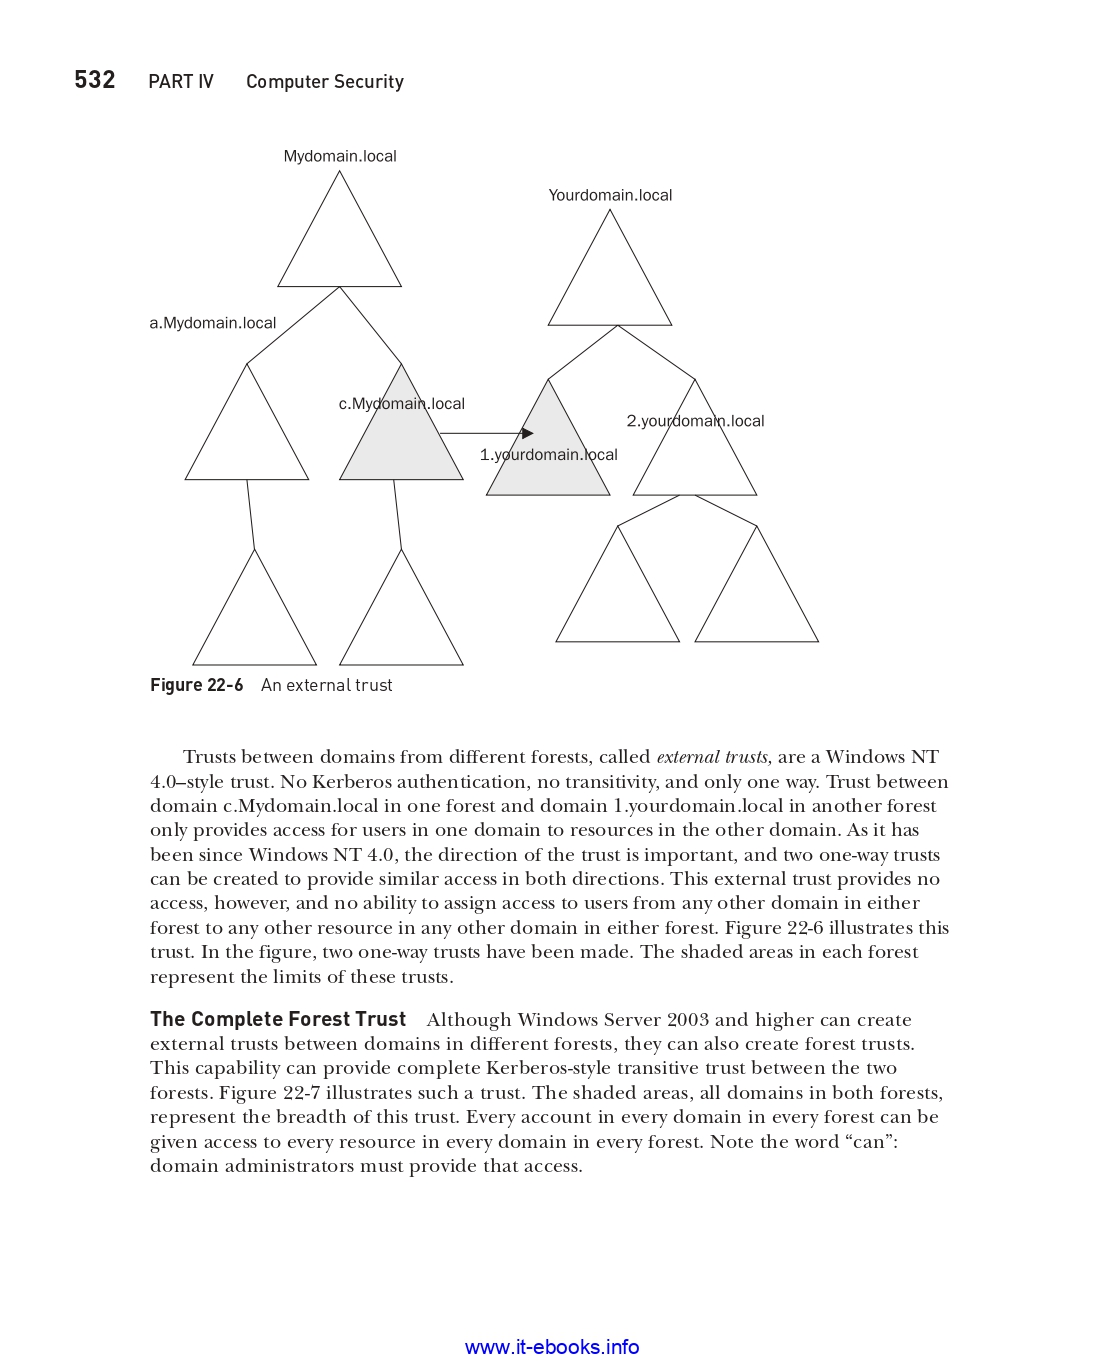 532 PART IV Computer Security
Mydomain.local
Yourdomain.local
a.Mydomain.local
c.Mydomain.local
2.yourdomain.local
1.yourdomain.local
Figure 22-6 An external trust
Trusts between domains from different forests, called external trusts, are a Windows NT
4.0–style trust. No Kerberos authentication, no transitivity, and only one way. Trust between
domain c.Mydomain.local in one forest and domain 1.yourdomain.local in another forest
only provides access for users in one domain to resources in the other domain. As it has
been since Windows NT 4.0, the direction of the trust is important, and two one-way trusts
can be created to provide similar access in both directions. This external trust provides no
access, however, and no ability to assign access to users from any other domain in either
forest to any other resource in any other domain in either forest. Figure 22-6 illustrates this
trust. In the figure, two one-way trusts have been made. The shaded areas in each forest
represent the limits of these trusts.
The Complete Forest Trust Although Windows Server 2003 and higher can create
external trusts between domains in different forests, they can also create forest trusts.
This capability can provide complete Kerberos-style transitive trust between the two
forests. Figure 22-7 illustrates such a trust. The shaded areas, all domains in both forests,
represent the breadth of this trust. Every account in every domain in every forest can be
given access to every resource in every domain in every forest. Note the word “can”:
domain administrators must provide that access.
www.it-ebooks.info